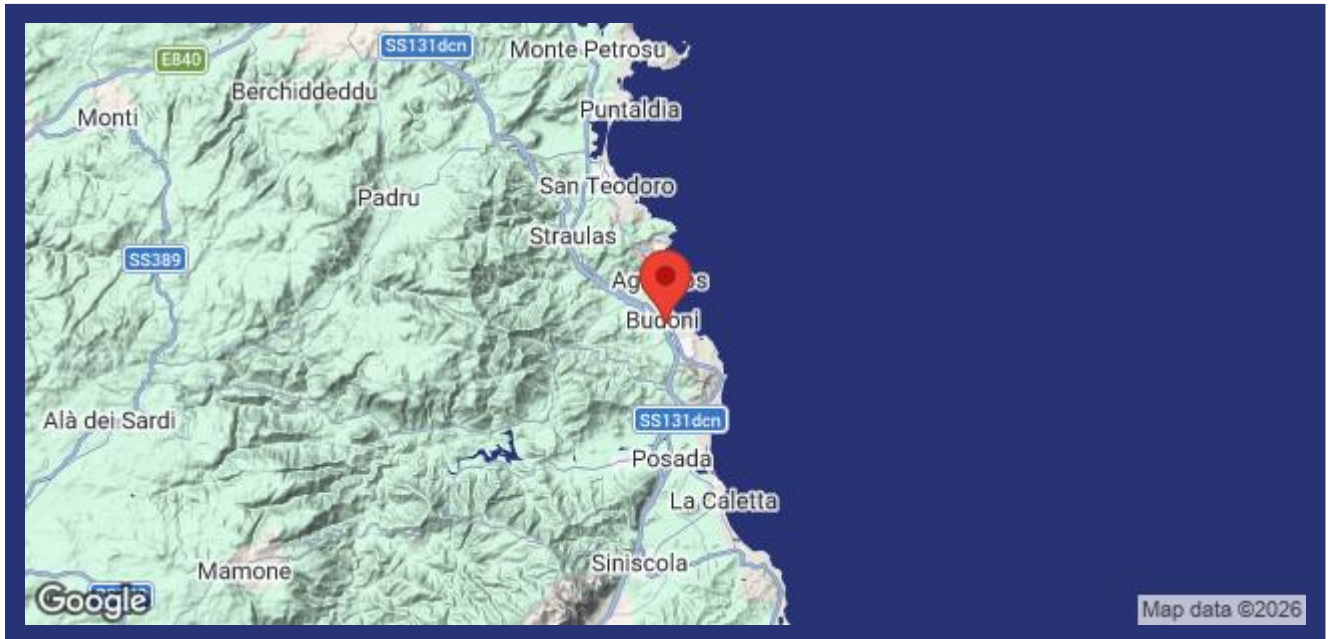 SS131dcn
Monte Petrosu
E840
Berchiddeddu
Monti
Puntaldia
Padru
San Teodoro
Straulas
SS389
Budoni
Alà dei Sardi
SS131dcn
Posada
La Caletta
Siniscola
Mamone
Google
Map data ©2026